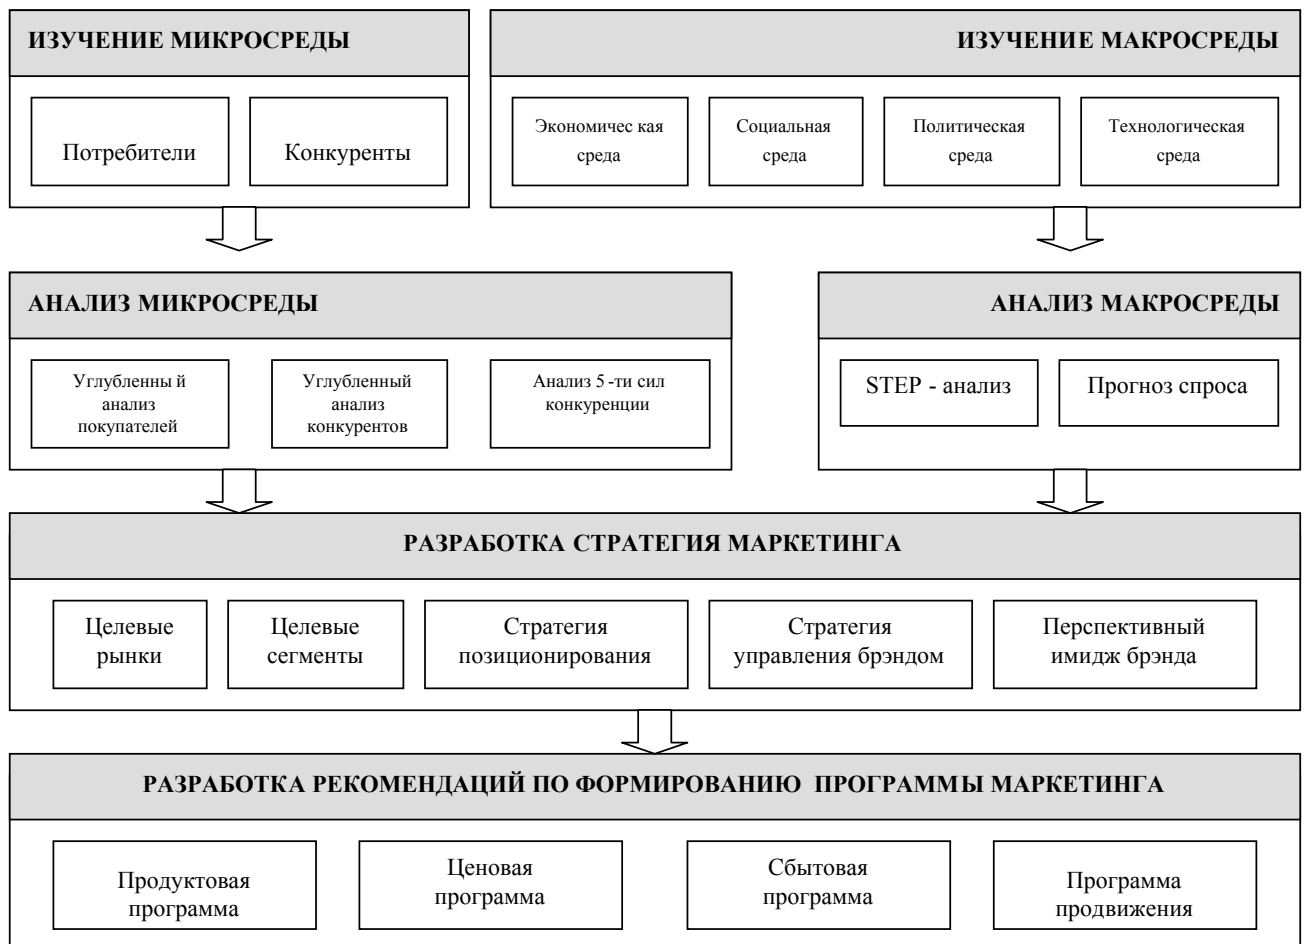 ИЗУЧЕНИЕ МИКРОСРЕДЫ
Потребители
Конкуренты
ИЗУЧЕНИЕ МАКРОСРЕДЫ
Экономичес кая
среда
Социальная
среда
Политическая
среда
Технологическая
среда
АНАЛИЗ МИКРОСРЕДЫ
Углубленны й
анализ
покупателей
Углубленный
анализ
конкурентов
Анализ 5 -ти сил
конкуренции
АНАЛИЗ МАКРОСРЕДЫ
STEP - анализ
Прогноз спроса
РАЗРАБОТКА СТРАТЕГИЯ МАРКЕТИНГА
Целевые
рынки
Целевые
сегменты
Стратегия
позиционирования
Стратегия
управления брэндом
Перспективный
имидж брэнда
РАЗРАБОТКА РЕКОМЕНДАЦИЙ ПО ФОРМИРОВАНИЮ ПРОГРАММЫ МАРКЕТИНГА
Продуктовая
программа
Ценовая
программа
Сбытовая
программа
Программа
продвижения